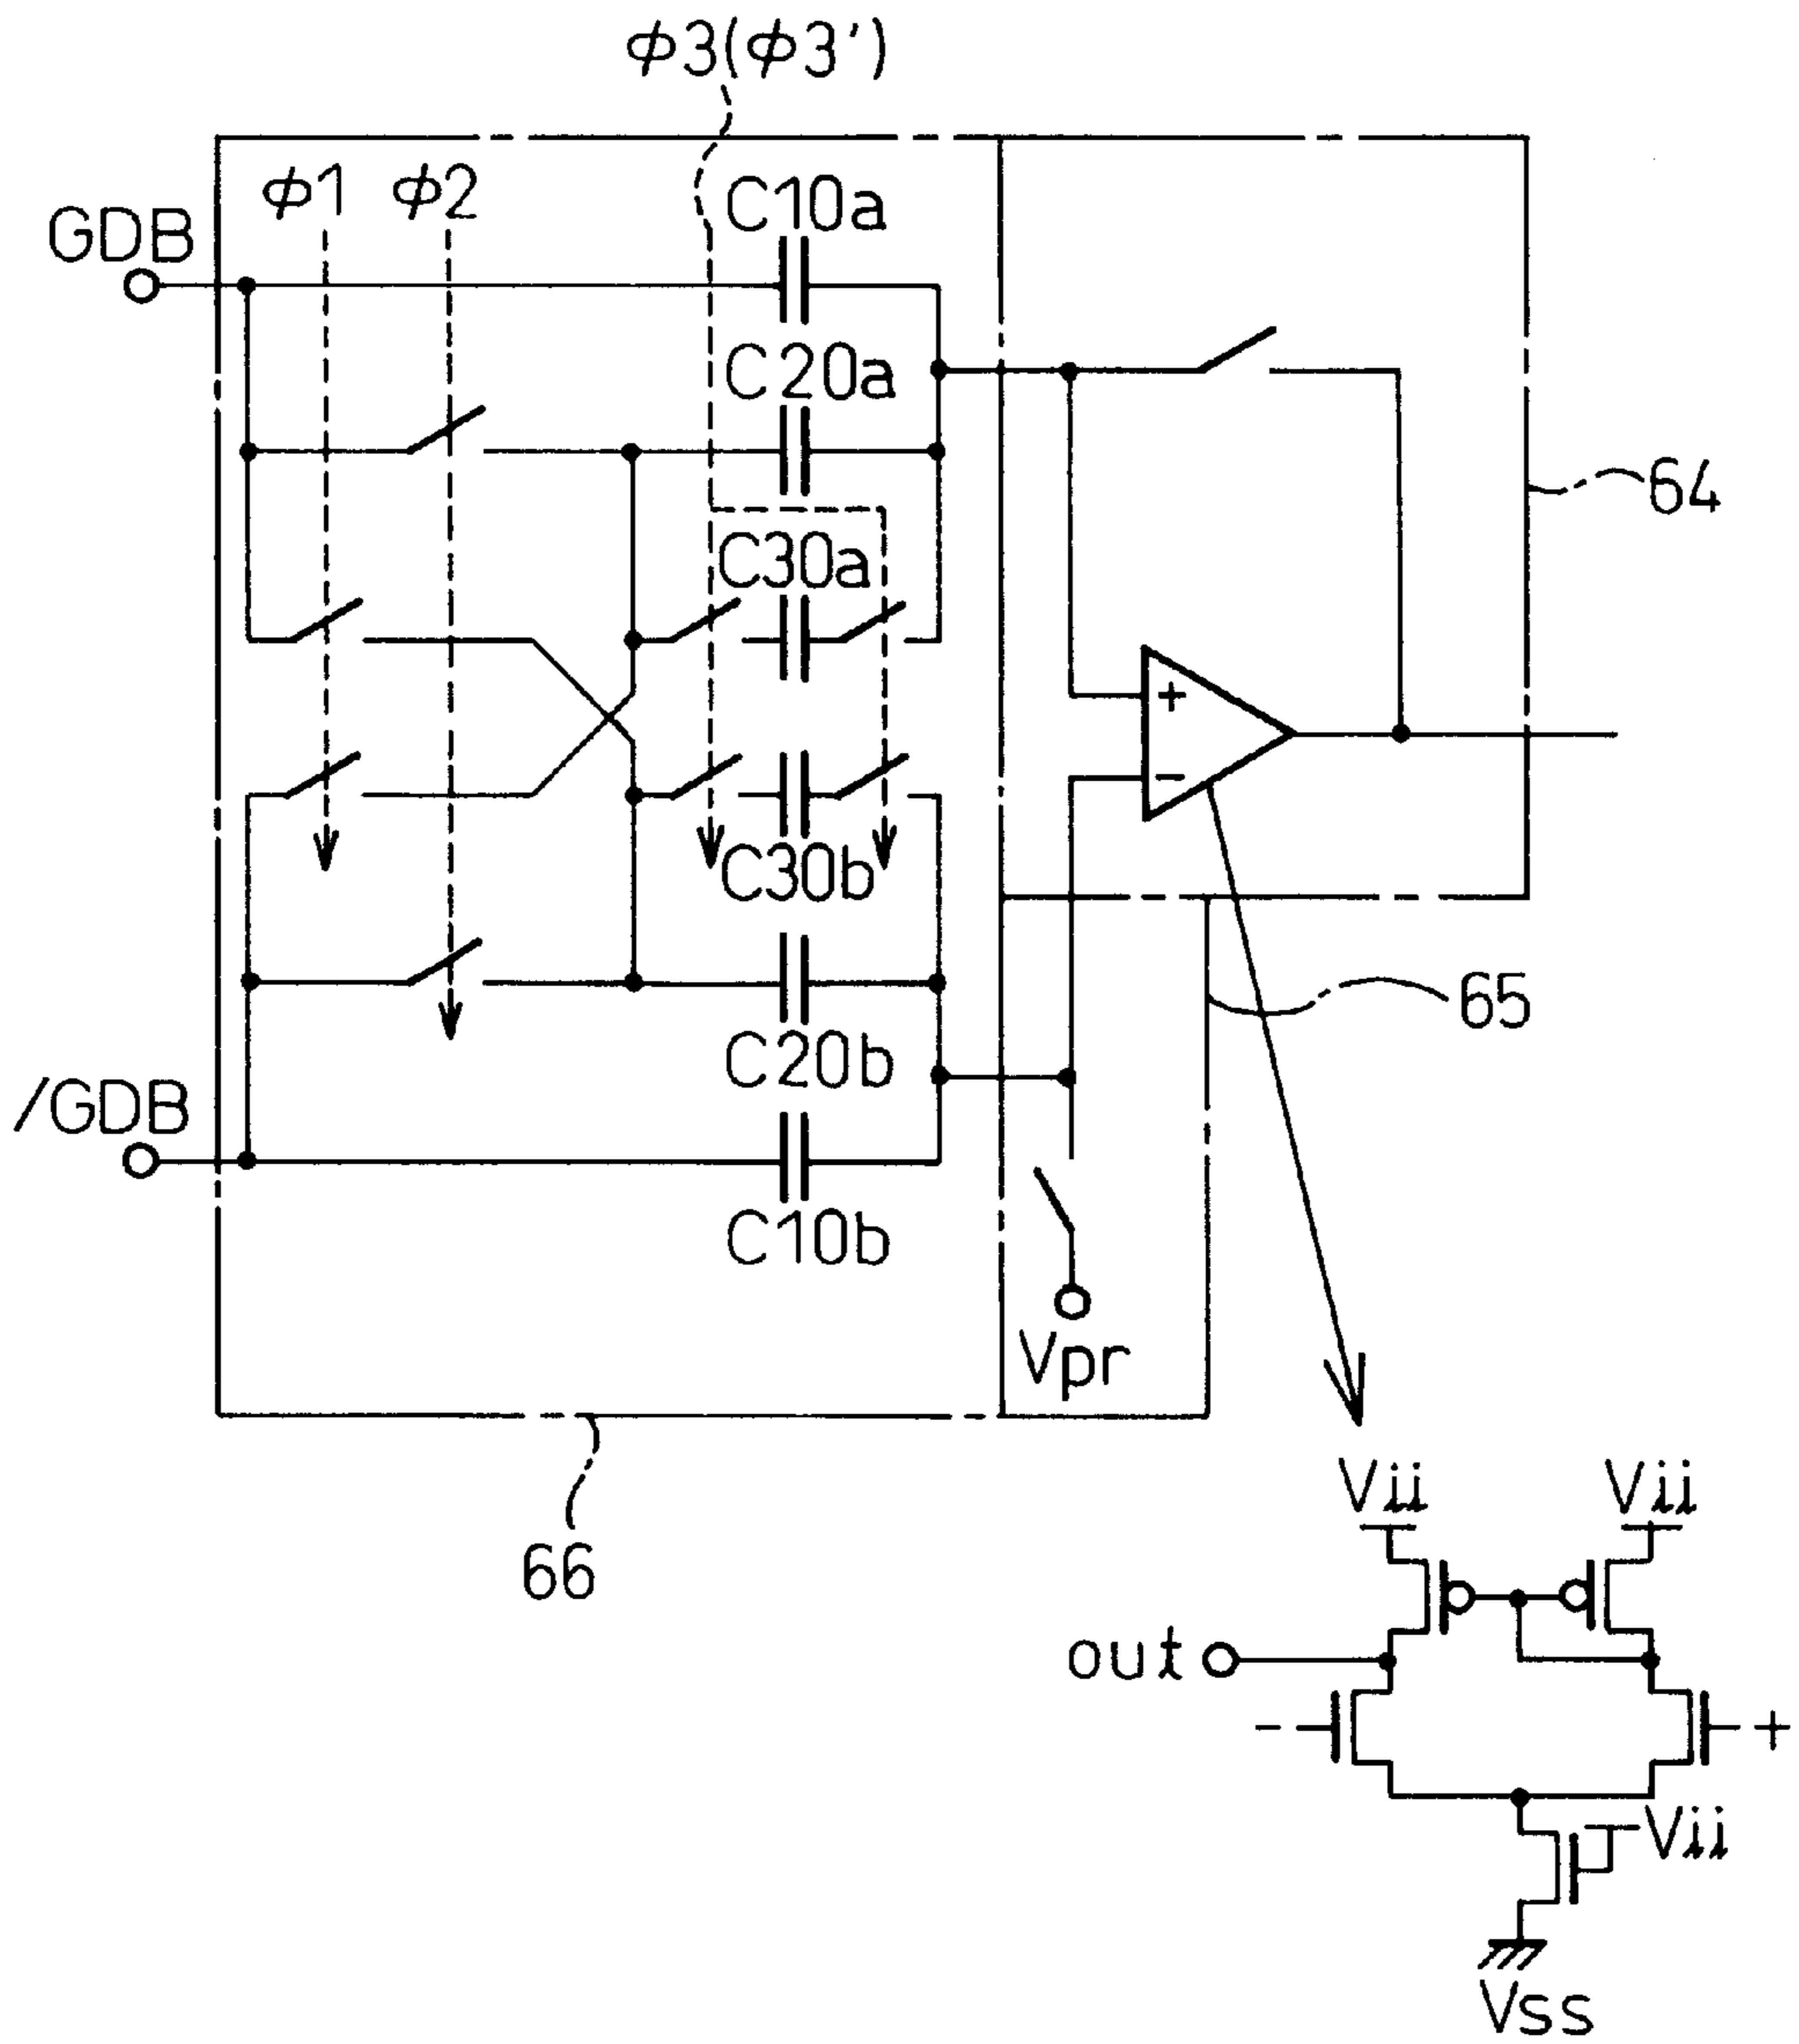 φ3(φ3')
φ1
φ2
C10a
GDB
C20a
64
C30a
+
-
C30b
65
C20b
/GDB
C10b
Vpr
Vii
Vii
66
out
-
+
Vii
Vss